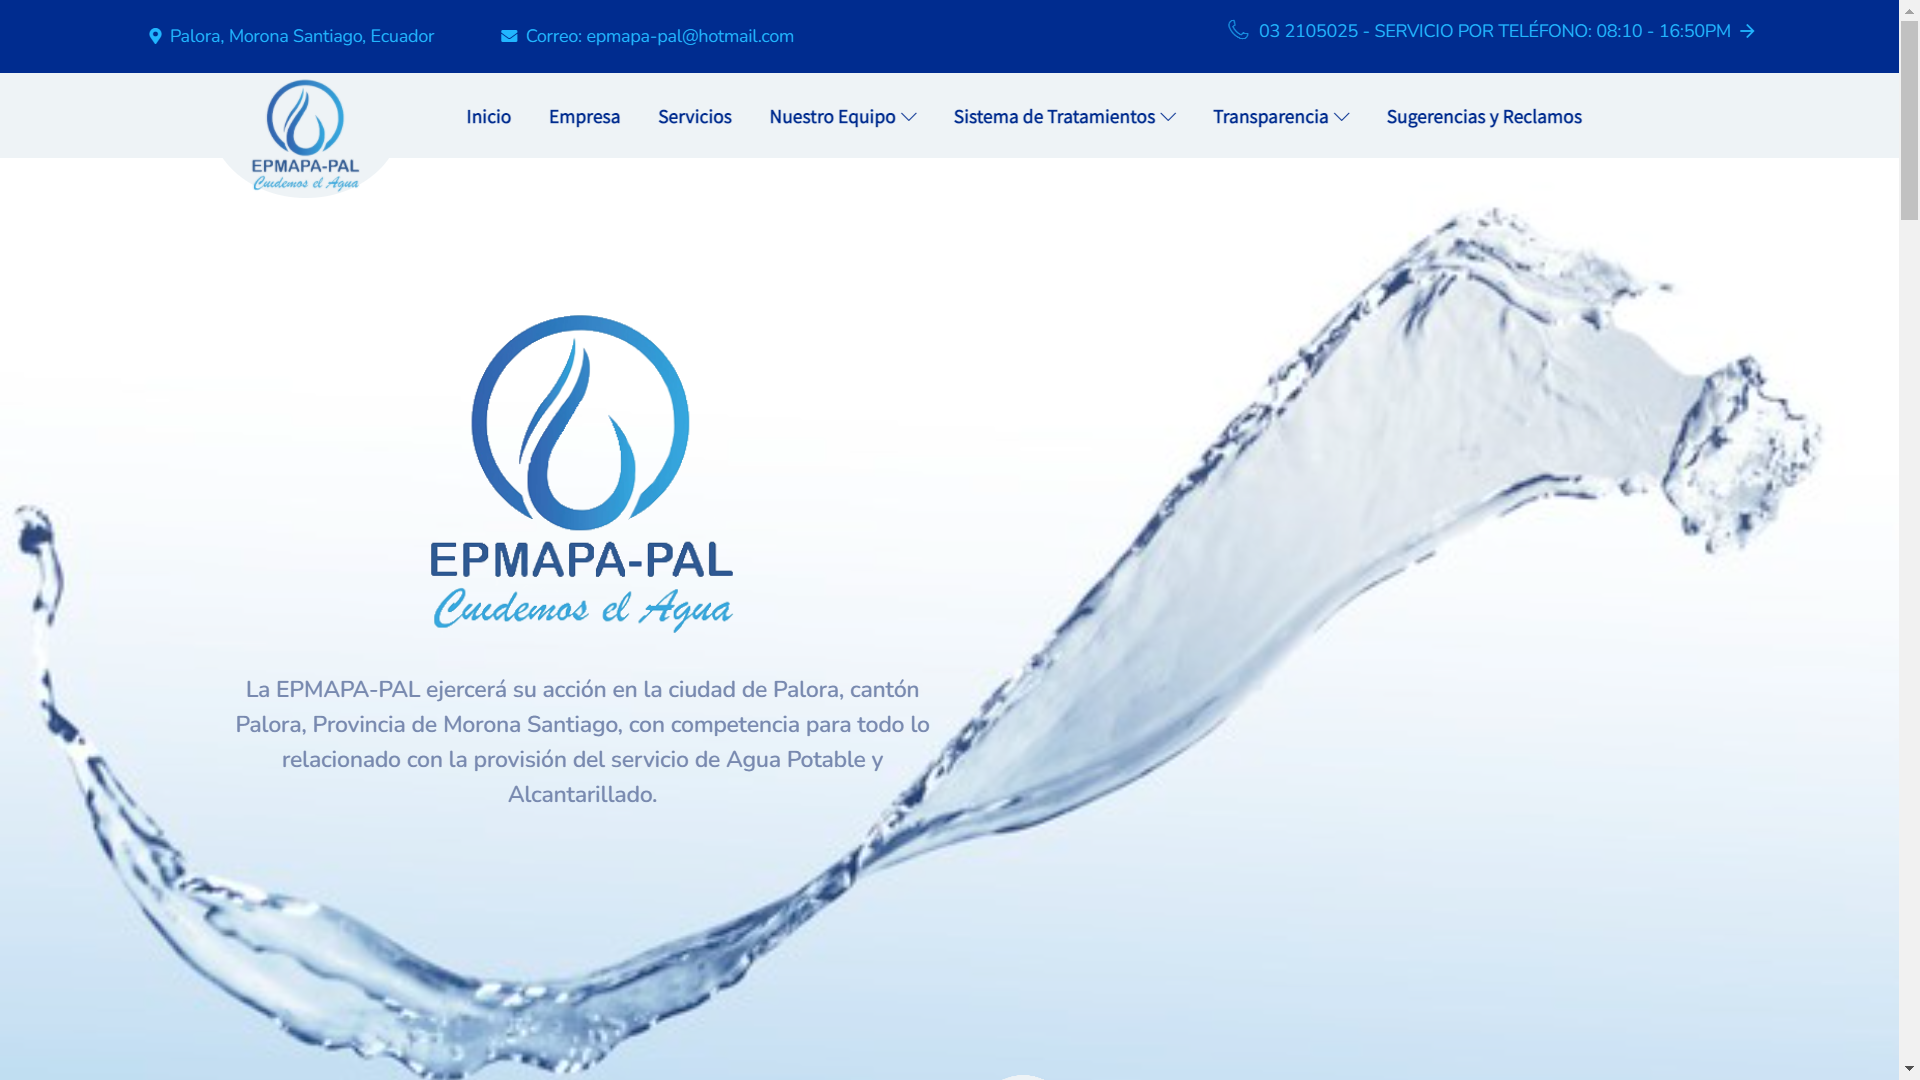 Palora, Morona Santiago, Ecuador
Correo: epmapa-pal@hotmail.com
03 2105025 - SERVICIO POR TELÉFONO: 08:10 - 16:50PM
EPMAPA-PAL
Cuidemos el Agua
Inicio
Empresa
Servicios
Nuestro Equipo
Sistema de Tratamientos
Transparencia
Sugerencias y Reclamos
EPMAPA-PAL
Cuidemos el Agua
La EPMAPA-PAL ejercerá su acción en la ciudad de Palora, cantón
Palora, Provincia de Morona Santiago, con competencia para todo lo
relacionado con la provisión del servicio de Agua Potable y
Alcantarillado.